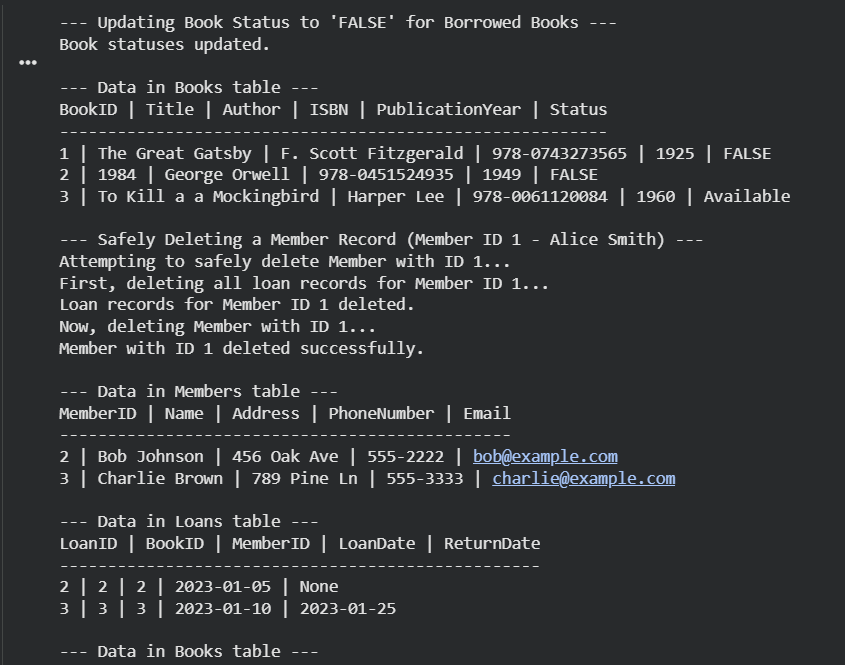 --- Updating Book Status to 'FALSE' for Borrowed Books ---
Book statuses updated.
•••
--- Data in Books table ---
BookID | Title | Author | ISBN | PublicationYear | Status
---------------------------------------------------------
1 | The Great Gatsby | F. Scott Fitzgerald | 978-0743273565 | 1925 | FALSE
2 | 1984 | George Orwell | 978-0451524935 | 1949 | FALSE
3 | To Kill a a Mockingbird | Harper Lee | 978-0061120084 | 1960 | Available
--- Safely Deleting a Member Record (Member ID 1 - Alice Smith) ---
Attempting to safely delete Member with ID 1...
First, deleting all loan records for Member ID 1...
Loan records for Member ID 1 deleted.
Now, deleting Member with ID 1...
Member with ID 1 deleted successfully.
--- Data in Members table ---
MemberID | Name | Address | PhoneNumber | Email
-----------------------------------------------
2 | Bob Johnson | 456 Oak Ave | 555-2222 | bob@example.com
3 | Charlie Brown | 789 Pine Ln | 555-3333 | charlie@example.com
--- Data in Loans table ---
LoanID | BookID | MemberID | LoanDate | ReturnDate
--------------------------------------------------
2 | 2 | 2 | 2023-01-05 | None
3 | 3 | 3 | 2023-01-10 | 2023-01-25
--- Data in Books table ---